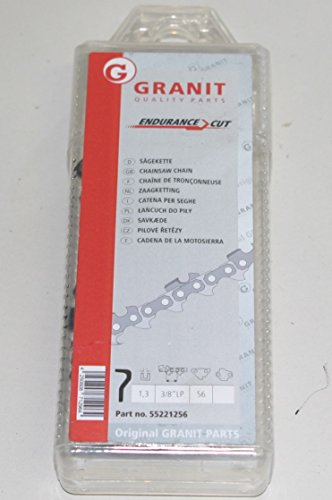 G
GRANIT
QUALITY PARTS
ENDURANCE CUT
D SÄGEKETTE
GB CHAINSAW CHAIN
F CHAÎNE DE TRONÇONNEUSE
NL ZAAGKETTING
I CATENA PER SEGHE
PL ŁAŃCUCH DO PIŁY
DK SAVKÆDE
CZ PILOVÉ ŘETĚZY
E CADENA DE LA MOTOSIERRA
7 1,3 3/8"LP 56
Part no. 55221256
Original GRANIT PARTS